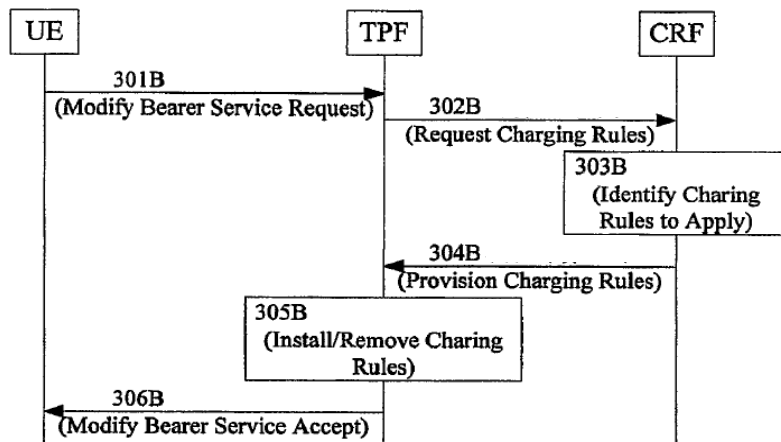 UE
TPF
CRF
301B
(Modify Bearer Service Request)
302B
(Request Charging Rules)
303B
(Identify Charing
Rules to Apply)
304B
(Provision Charging Rules)
305B
(Install/Remove Charing
Rules)
306B
(Modify Bearer Service Accept)